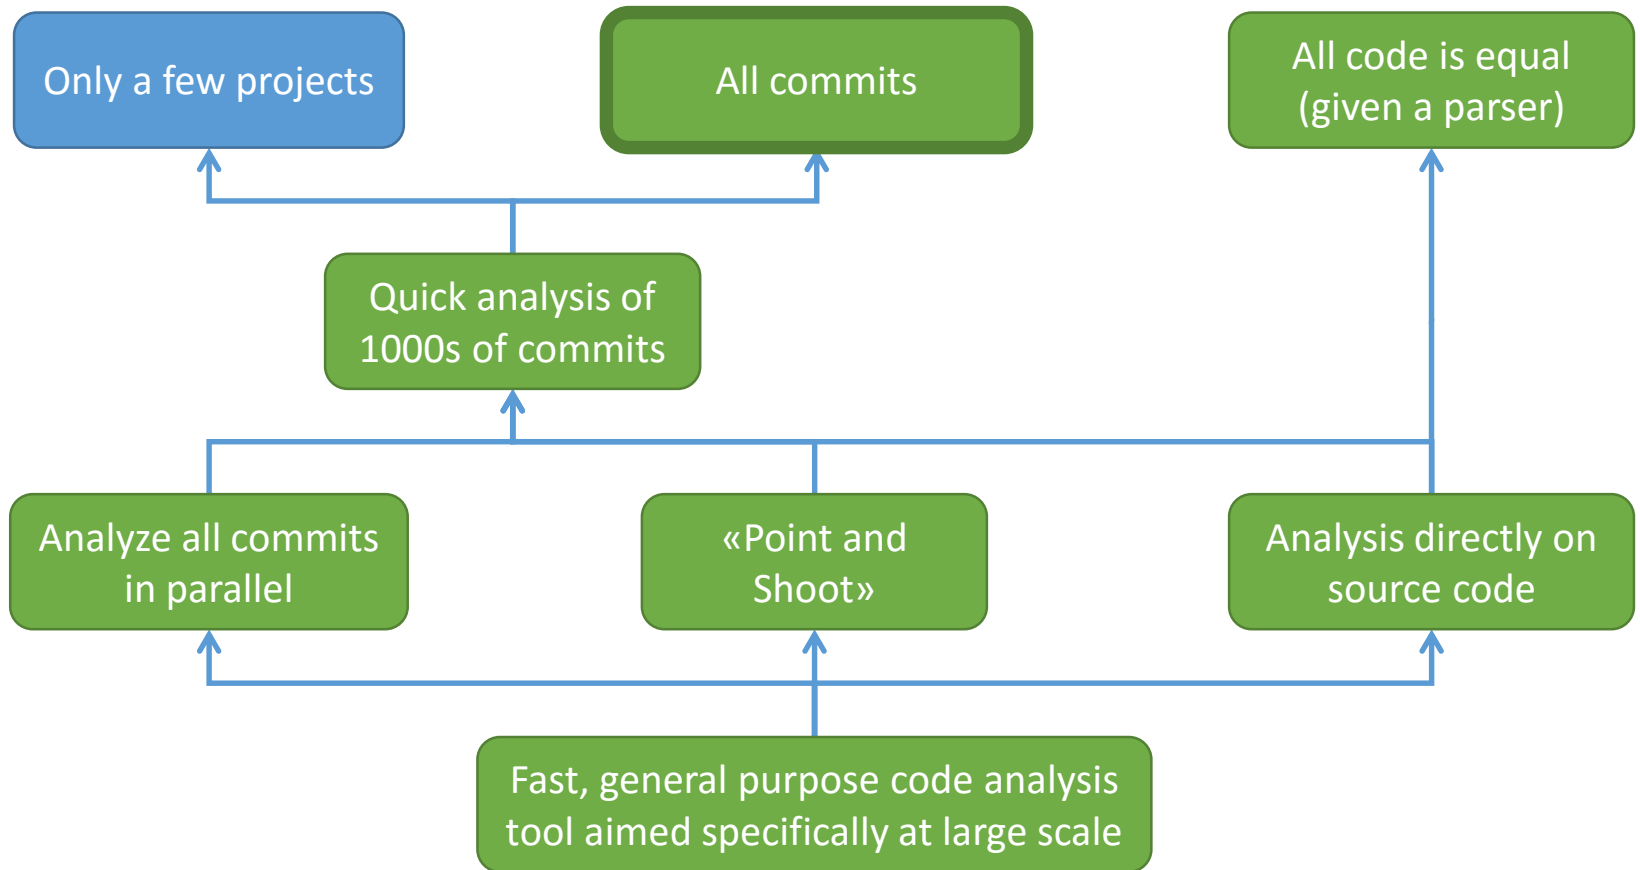 Only a few projects
All commits
All code is equal
(given a parser)
Quick analysis of
1000s of commits
Analyze all commits
in parallel
«Point and
Shoot»
Analysis directly on
source code
Fast, general purpose code analysis
tool aimed specifically at large scale